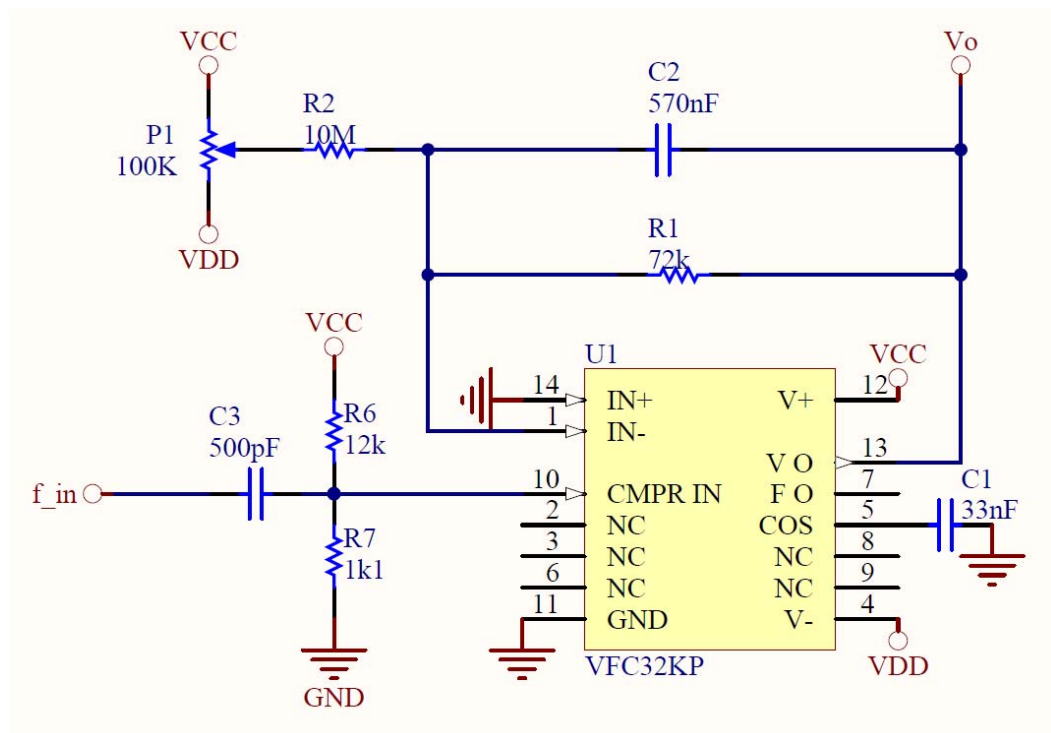 VCC
Vo
C2
570nF
R2
10M
P1
100K
R1
72k
VDD
VCC
U1
VCC
14
IN+
V+
12
1
IN-
C3
500pF
R6
12k
V O
13
f_in
10
CMPR IN
F O
7
C1
33nF
2
NC
COS
5
R7
1k1
3
NC
NC
8
6
NC
NC
9
11
GND
V-
4
VFC32KP
VDD
GND